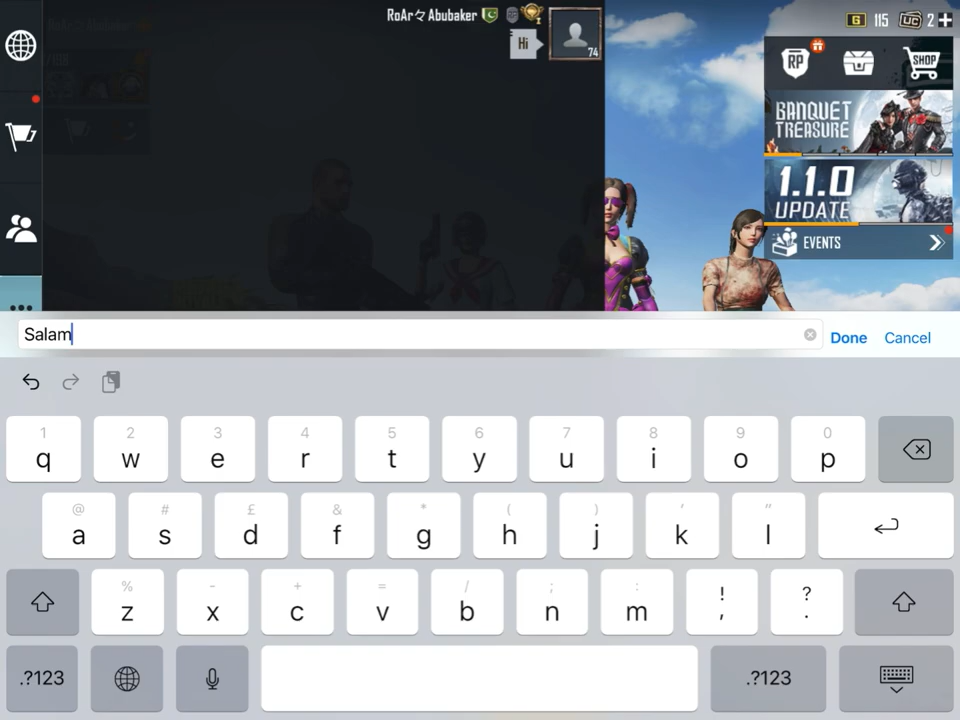 RoAr々Abubaker
Hi
74
G 115 UC 2
RP
SHOP
BANQUET
TREASURE
1.1.0
UPDATE
EVENTS
Salam
Done Cancel
1 2 3 4 5 6 7 8 9 0
q w e r t y u i o p
@ # £ & * ( ) ' "
a s d f g h j k l
% - + = / ; : ! ?
z x c v b n m , .
.?123 .?123